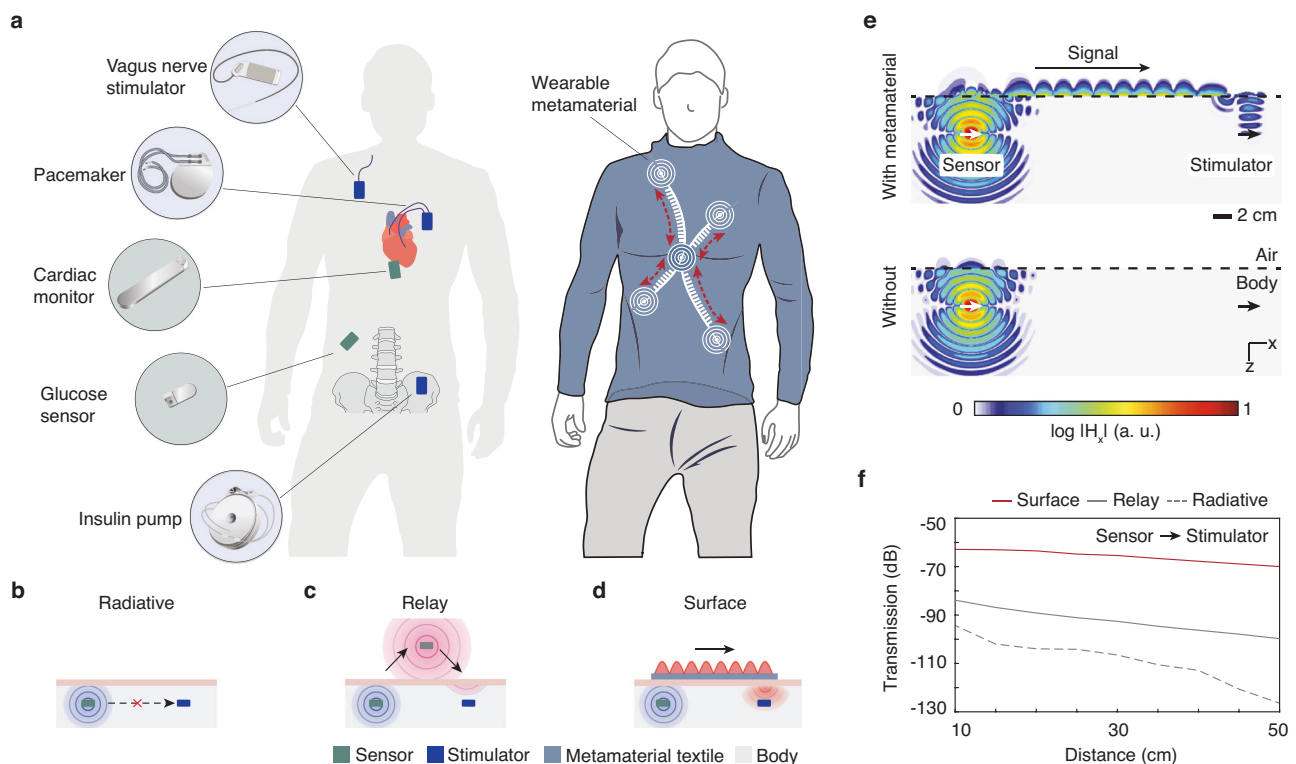 a
Vagus nerve
stimulator
Pacemaker
Cardiac
monitor
Glucose
sensor
Insulin pump
Wearable
metamaterial
b
Radiative
c
Relay
d
Surface
Sensor Stimulator Metamaterial textile Body
e
With metamaterial
Signal
Sensor
Stimulator
2 cm
Without
Air
Body
x
z
0 1
log |Hx| (a. u.)
f
Surface Relay Radiative
Sensor Stimulator
Transmission (dB)
-50
-70
-90
-110
-130
10 30 50
Distance (cm)